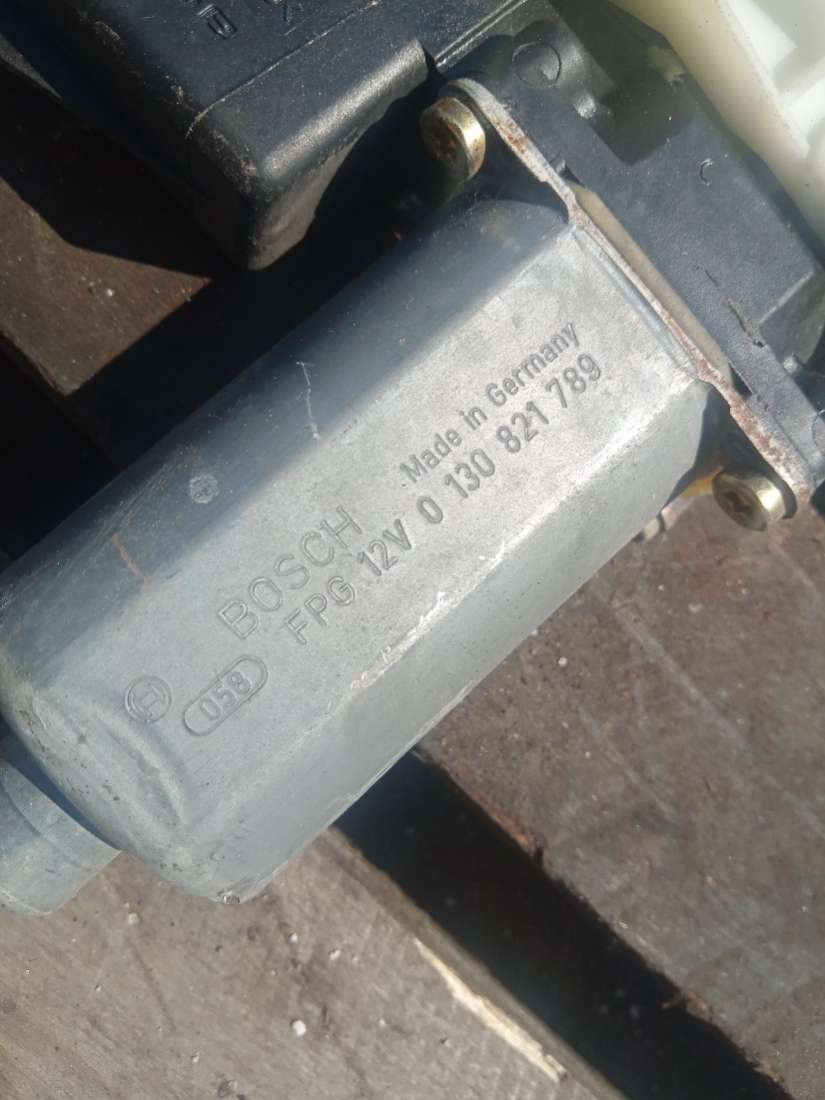 Made in Germany
BOSCH
FPG 12V 0 130 821 789
058